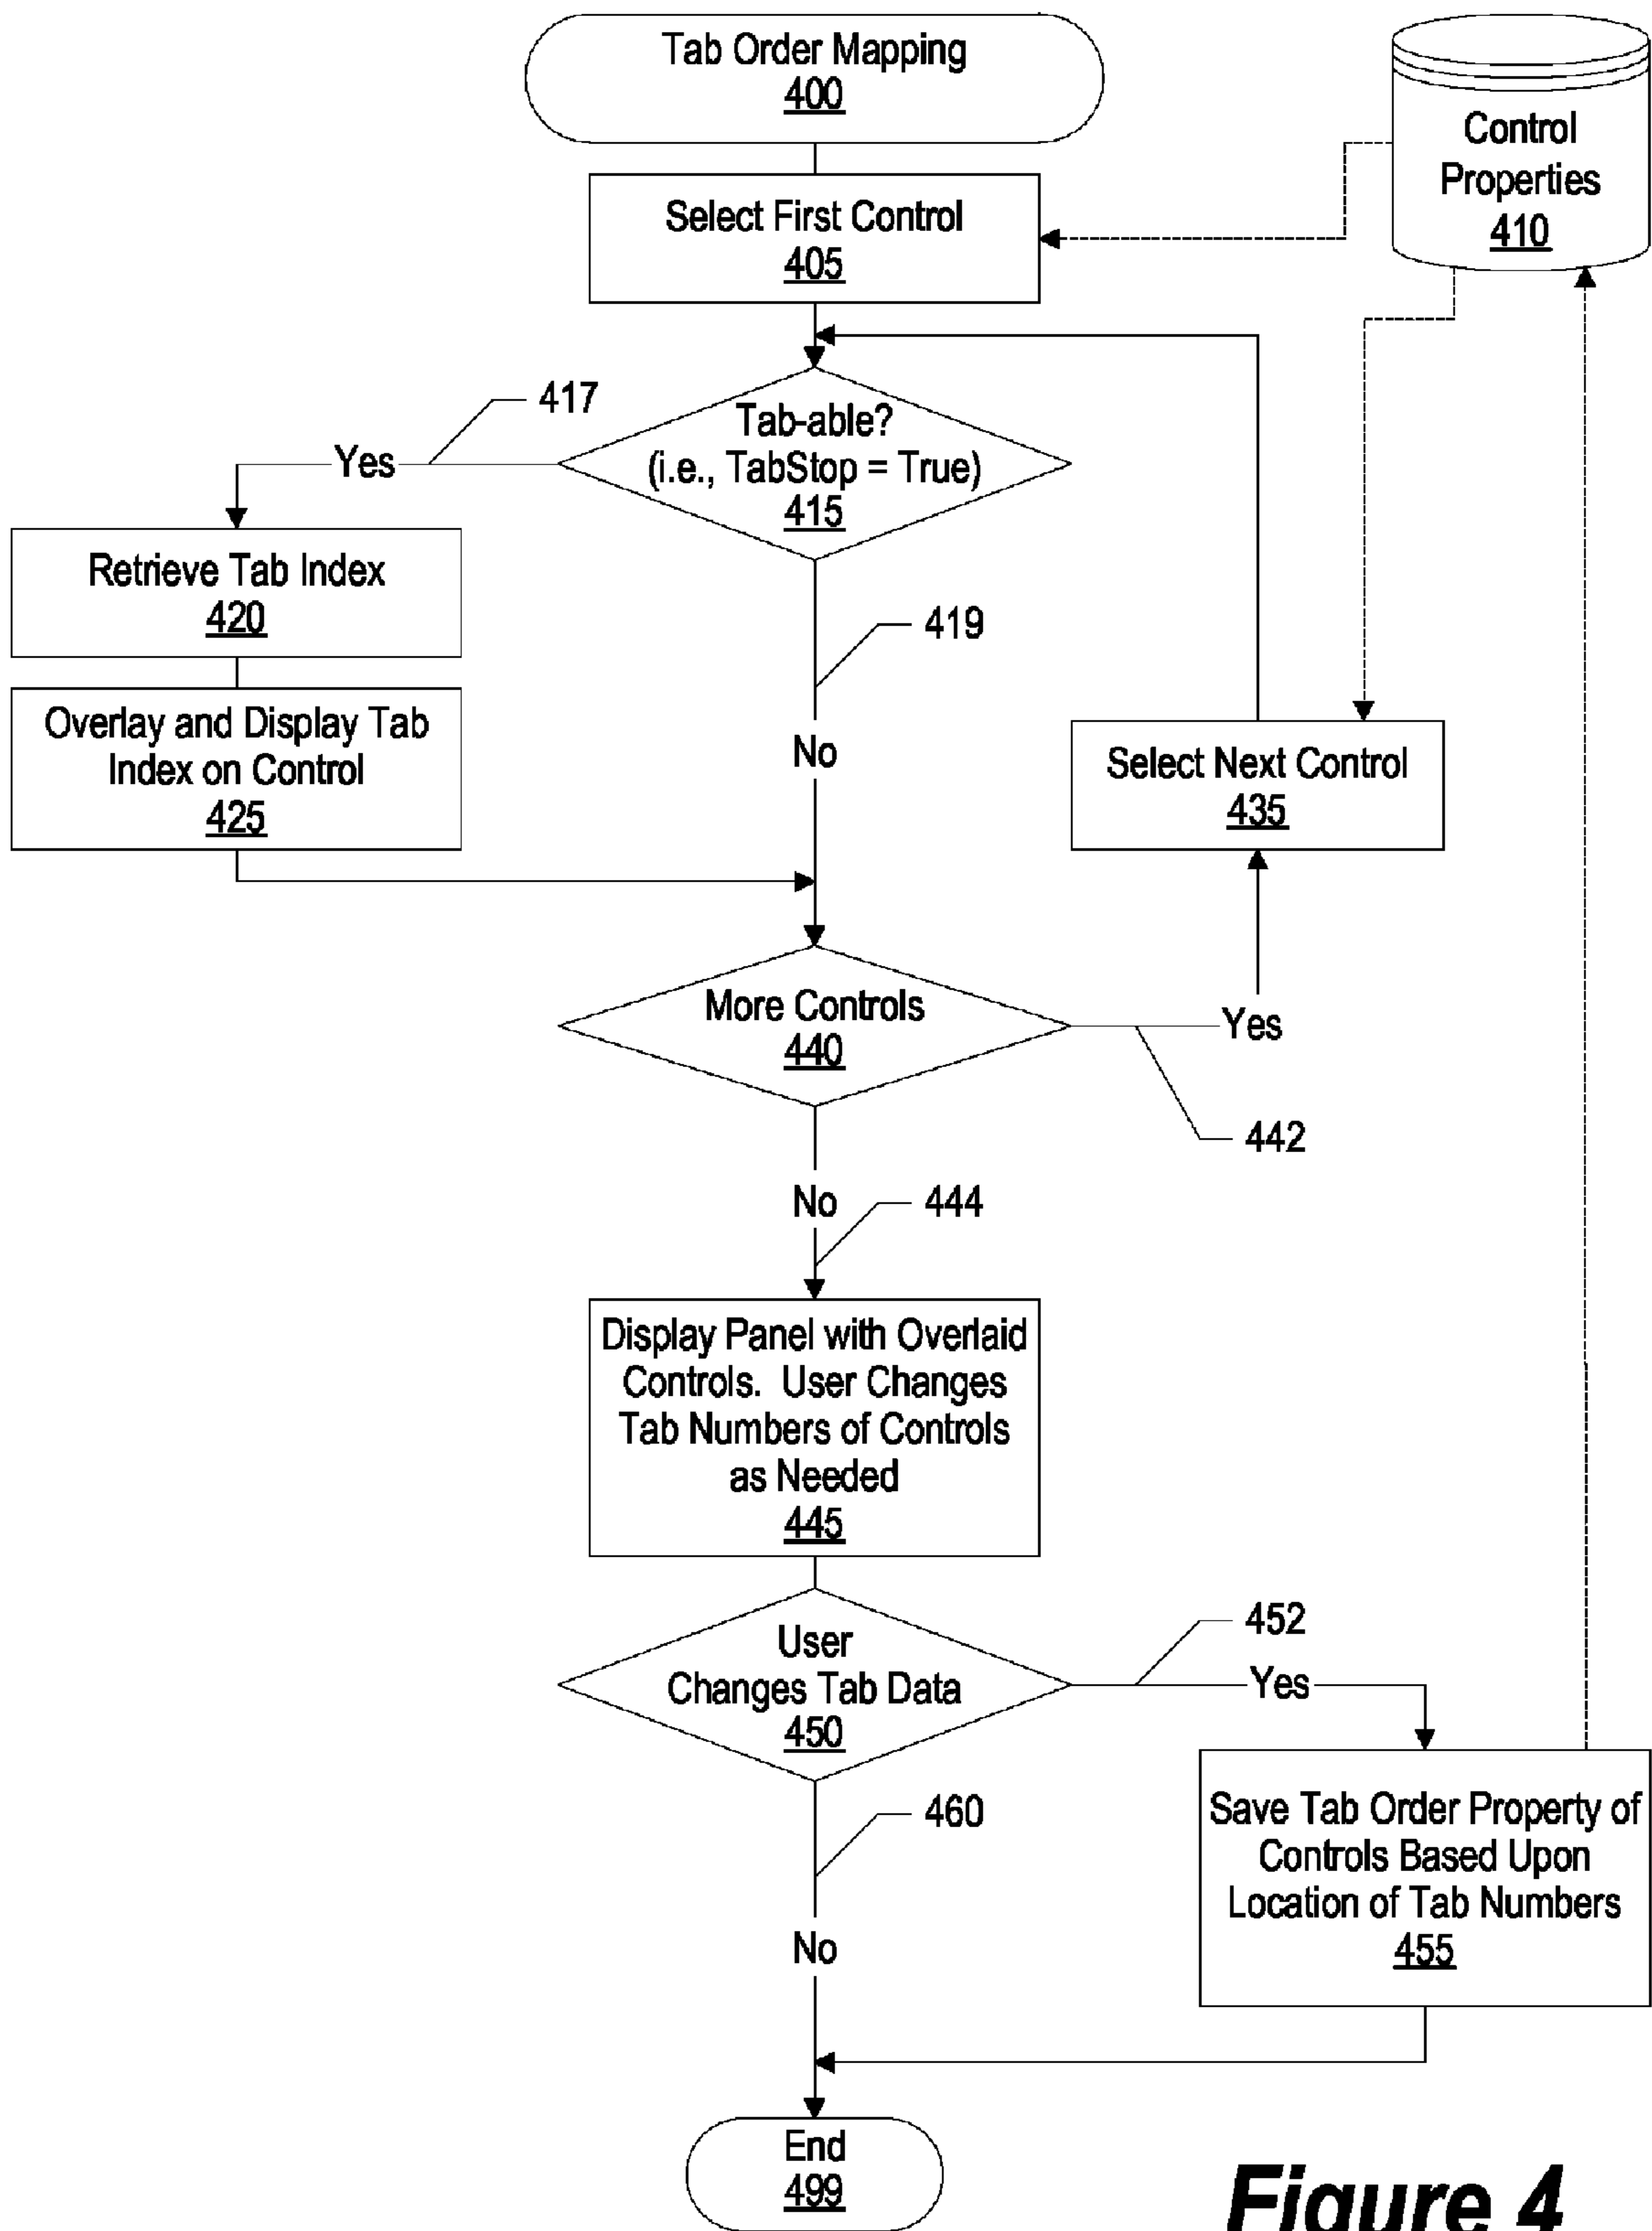 Tab Order Mapping
400
Control
Properties
410
Select First Control
405
417
Tab-able?
(i.e., TabStop = True)
415
Yes
Retrieve Tab Index
420
419
Overlay and Display Tab
Index on Control
425
No
Select Next Control
435
More Controls
440
Yes
442
No
444
Display Panel with Overlaid
Controls. User Changes
Tab Numbers of Controls
as Needed
445
452
User
Changes Tab Data
450
Yes
460
Save Tab Order Property of
Controls Based Upon
Location of Tab Numbers
455
No
End
499
Figure 4